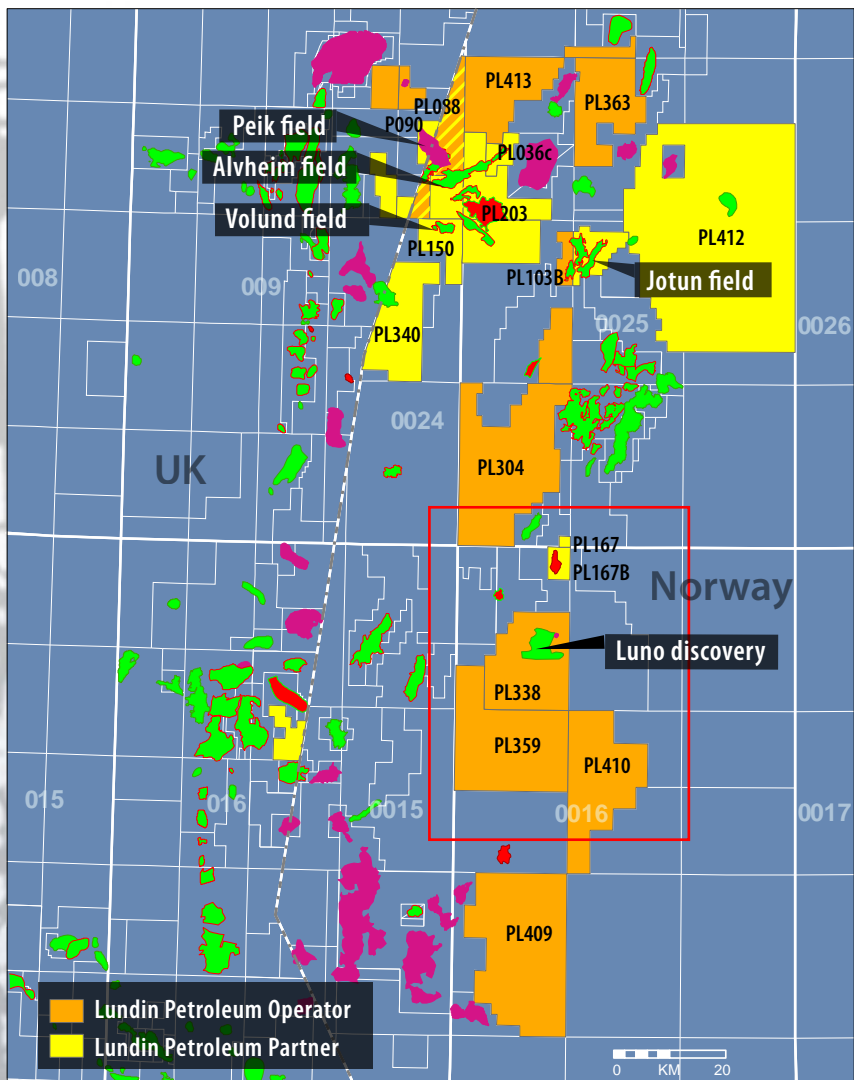 PL413
PL363
PL088
P090
Peik field
PL036c
Alvheim field
Volund field
PL203
PL412
PL150
PL103B
Jotun field
008
009
0025
0026
PL340
0024
UK
PL304
PL167
PL167B
Norway
Luno discovery
PL338
PL359
PL410
015
016
0015
0016
0017
PL409
Lundin Petroleum Operator
Lundin Petroleum Partner
0 KM 20